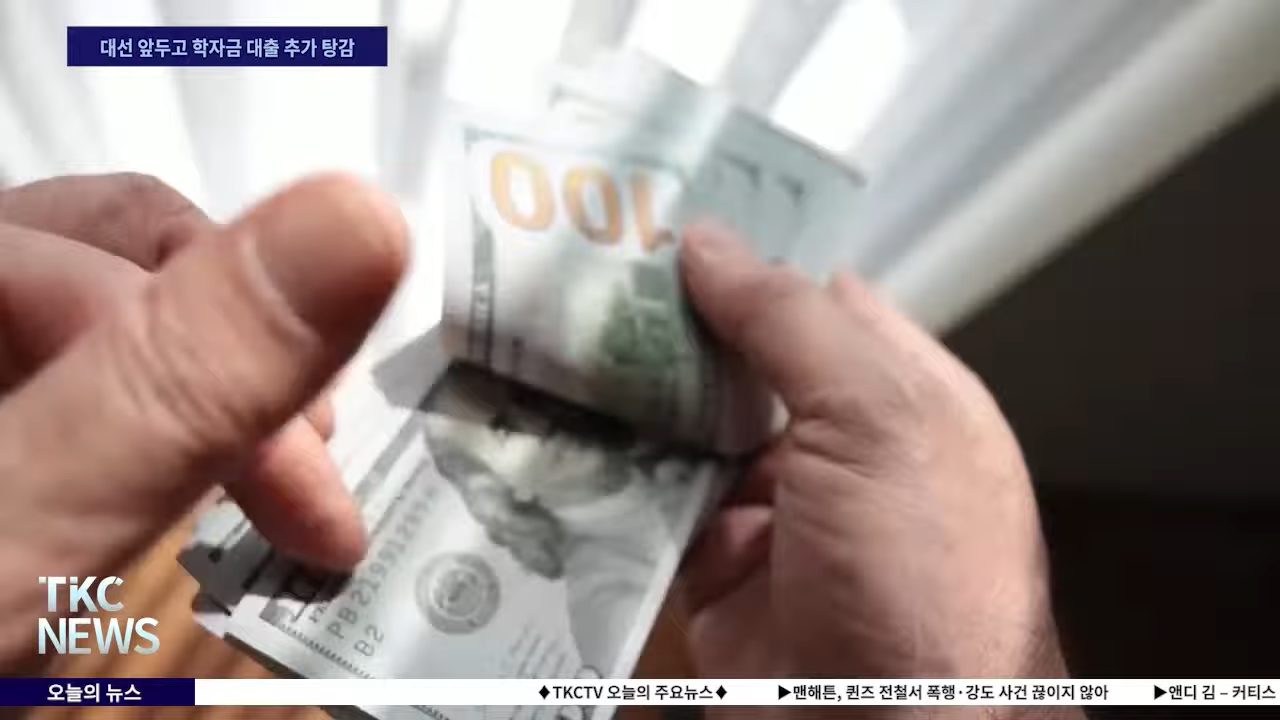 대선 앞두고 학자금 대출 추가 탕감
100
PB
B2
TKC
NEWS
오늘의 뉴스
♦TKCTV 오늘의 주요뉴스♦ ▶맨해튼, 퀸즈 전철서 폭행·강도 사건 끊이지 않아 ▶앤디 김 – 커티스